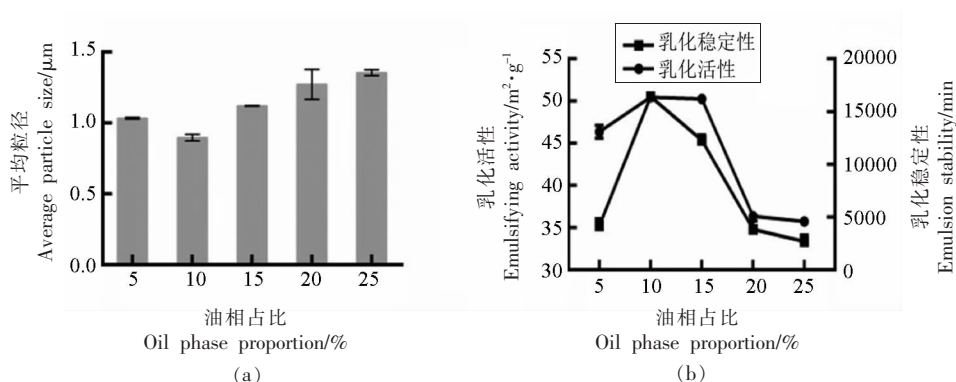 (a)
1.5
1.0
0.5
0.0
平均粒径
Average particle size/μm
5 10 15 20 25
油相占比
Oil phase proportion/%
(a)
(b)
乳化稳定性
乳化活性
55
50
45
40
35
30
乳化活性
Emulsifying activity/m²·g⁻¹
20000
15000
10000
5000
0
乳化稳定性
Emulsion stability/min
5 10 15 20 25
油相占比
Oil phase proportion/%
(b)